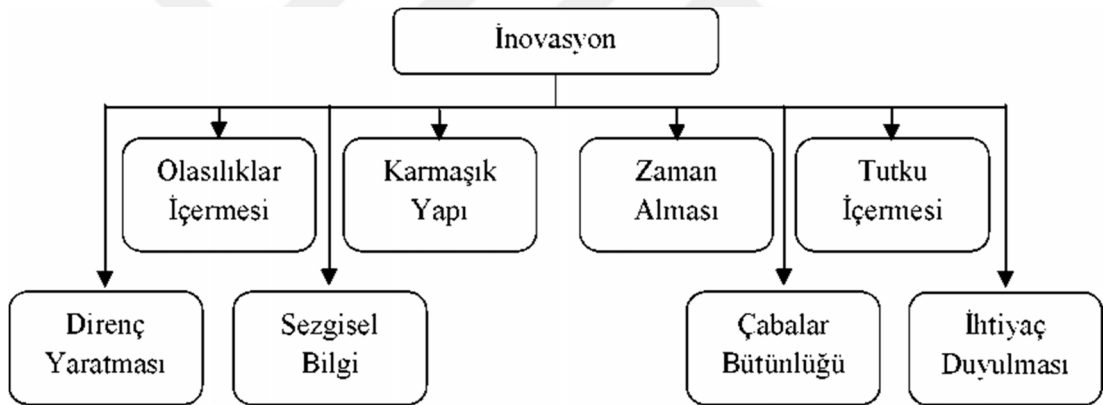 İnovasyon
Olasılıklar
İçermesi
Karmaşık
Yapı
Zaman
Alması
Tutku
İçermesi
Direnç
Yaratması
Sezgisel
Bilgi
Çabalar
Bütünlüğü
İhtiyaç
Duyulması